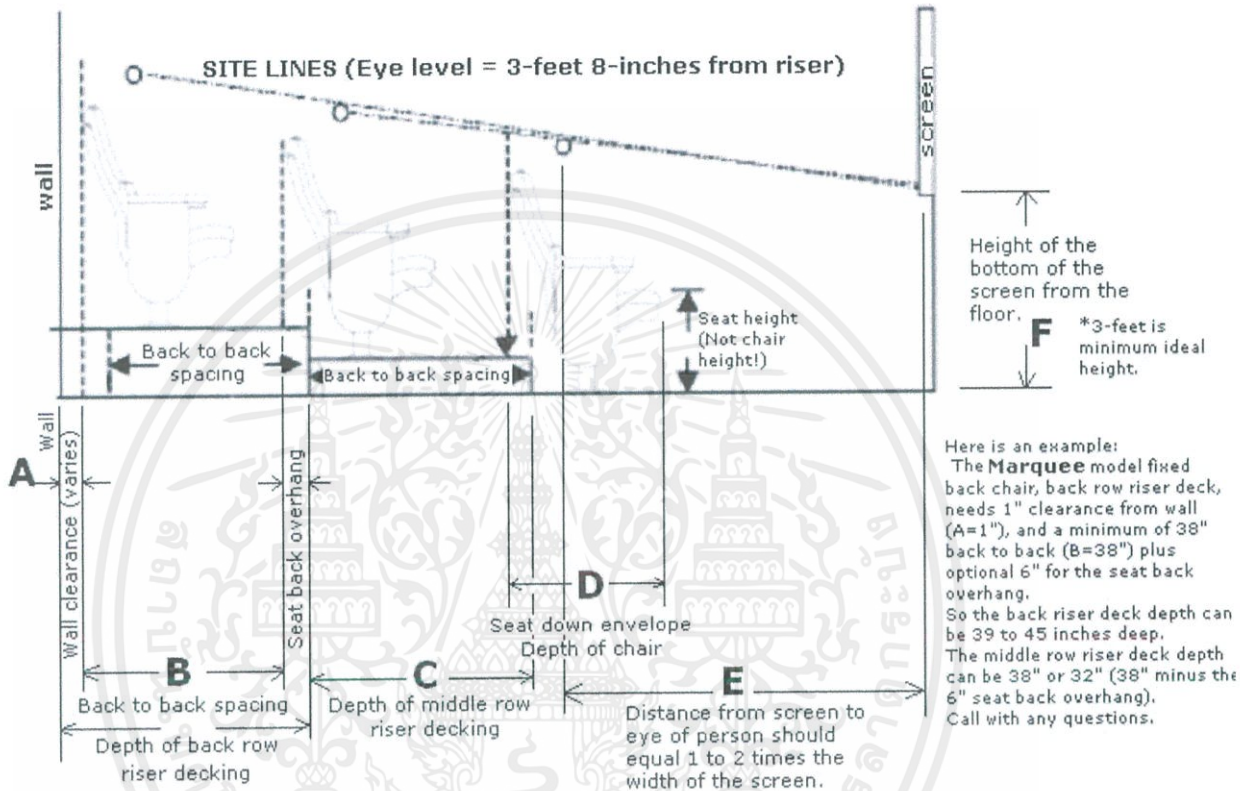 SITE LINES (Eye level = 3-feet 8-inches from riser)
wall
screen
Height of the
bottom of the
screen from the
floor.
F
*3-feet is
minimum ideal
height.
Seat height
(Not chair
height!)
Back to back
spacing
Back to back spacing
A
Wall
Wall clearance (varies)
Seat back overhang
B
Back to back spacing
Depth of back row
riser decking
C
Depth of middle row
riser decking
D
Seat down envelope
Depth of chair
E
Distance from screen to
eye of person should
equal 1 to 2 times the
width of the screen.
Here is an example:
The Marquee model fixed
back chair, back row riser deck,
needs 1" clearance from wall
(A=1"), and a minimum of 38"
back to back (B=38") plus
optional 6" for the seat back
overhang.
So the back riser deck depth can
be 39 to 45 inches deep.
The middle row riser deck depth
can be 38" or 32" (38" minus the
6" seat back overhang).
Call with any questions.